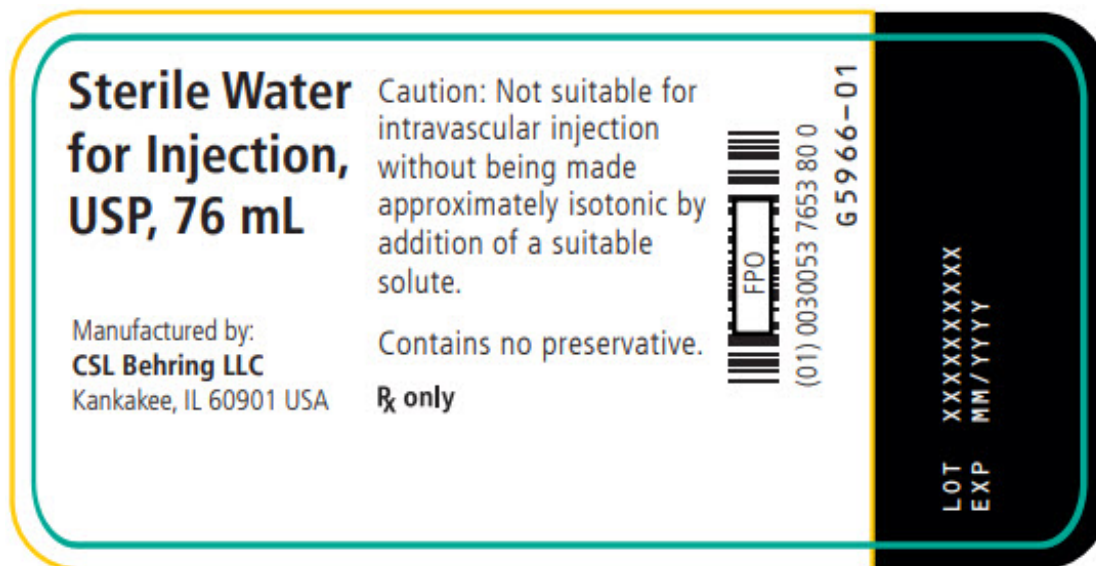 Sterile Water
for Injection,
USP, 76 mL
Manufactured by:
CSL Behring LLC
Kankakee, IL 60901 USA
Caution: Not suitable for
intravascular injection
without being made
approximately isotonic by
addition of a suitable
solute.
Contains no preservative.
℞ only
FPO
(01) 0030053 7653 80 0
G5966-01
LOT XXXXXXXXXX
EXP MM/YYYY